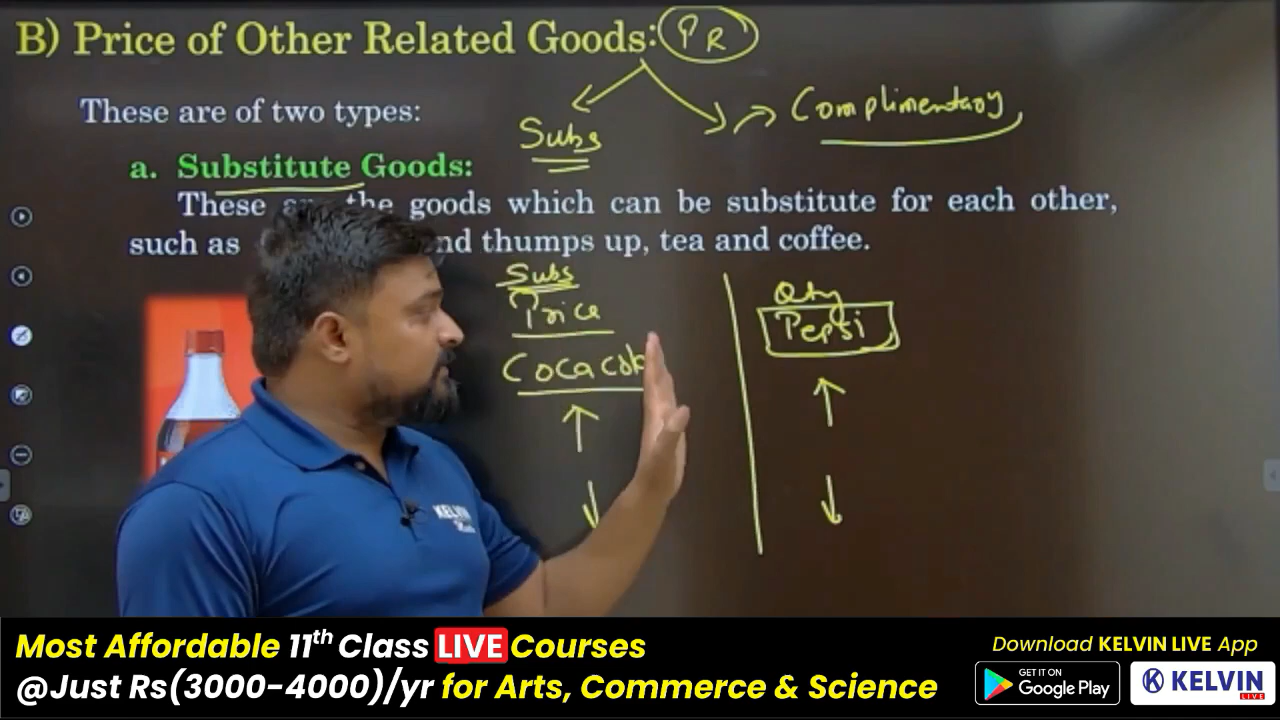 B) Price of Other Related Goods: PR
These are of two types:
Subs
Complimentary
a. Substitute Goods:
These the goods which can be substitute for each other,
such as nd thumps up, tea and coffee.
Subs
Price
Coca col
Qty
Pepsi
KELVIN
Most Affordable 11th Class LIVE Courses
@Just Rs(3000-4000)/yr for Arts, Commerce & Science
Download KELVIN LIVE App
GET IT ON
Google Play
KELVIN
LIVE